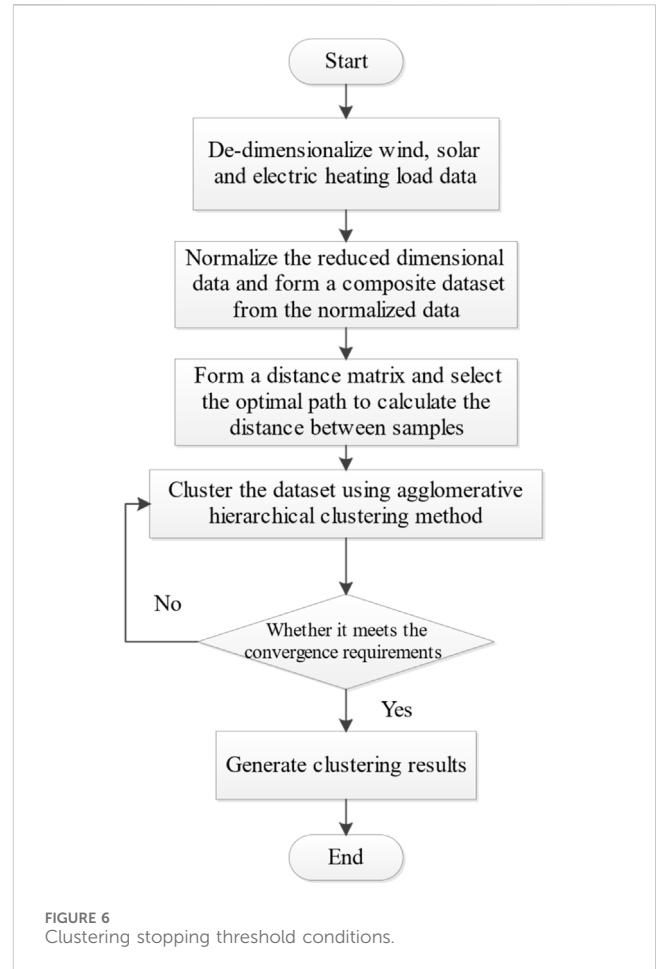 Start
De-dimensionalize wind, solar
and electric heating load data
Normalize the reduced dimensional
data and form a composite dataset
from the normalized data
Form a distance matrix and select
the optimal path to calculate the
distance between samples
Cluster the dataset using agglomerative
hierarchical clustering method
No
Whether it meets the
convergence requirements
Yes
Generate clustering results
End
FIGURE 6
Clustering stopping threshold conditions.